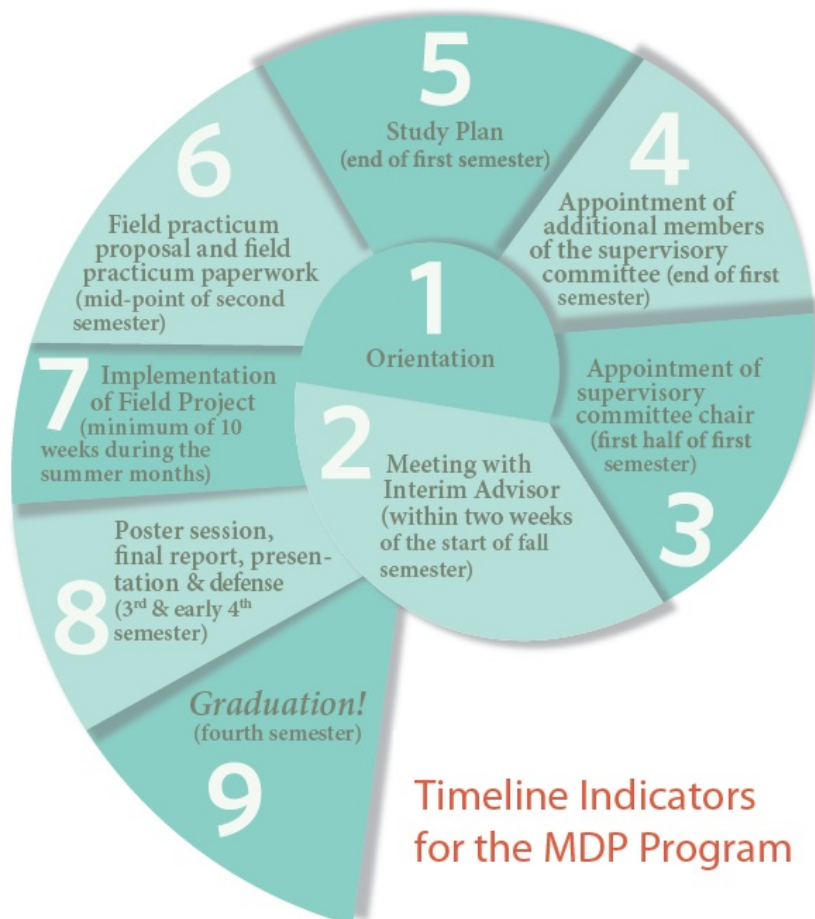 1
Orientation
2
Meeting with
Interim Advisor
(within two weeks
of the start of fall
semester)
3
Appointment of
supervisory
committee chair
(first half of first
semester)
4
Appointment of
additional members
of the supervisory
committee (end of first
semester)
5
Study Plan
(end of first semester)
6
Field practicum
proposal and field
practicum paperwork
(mid-point of second
semester)
7
Implementation
of Field Project
(minimum of 10
weeks during the
summer months)
8
Poster session,
final report, presen-
tation & defense
(3rd & early 4th
semester)
9
Graduation!
(fourth semester)
Timeline Indicators
for the MDP Program